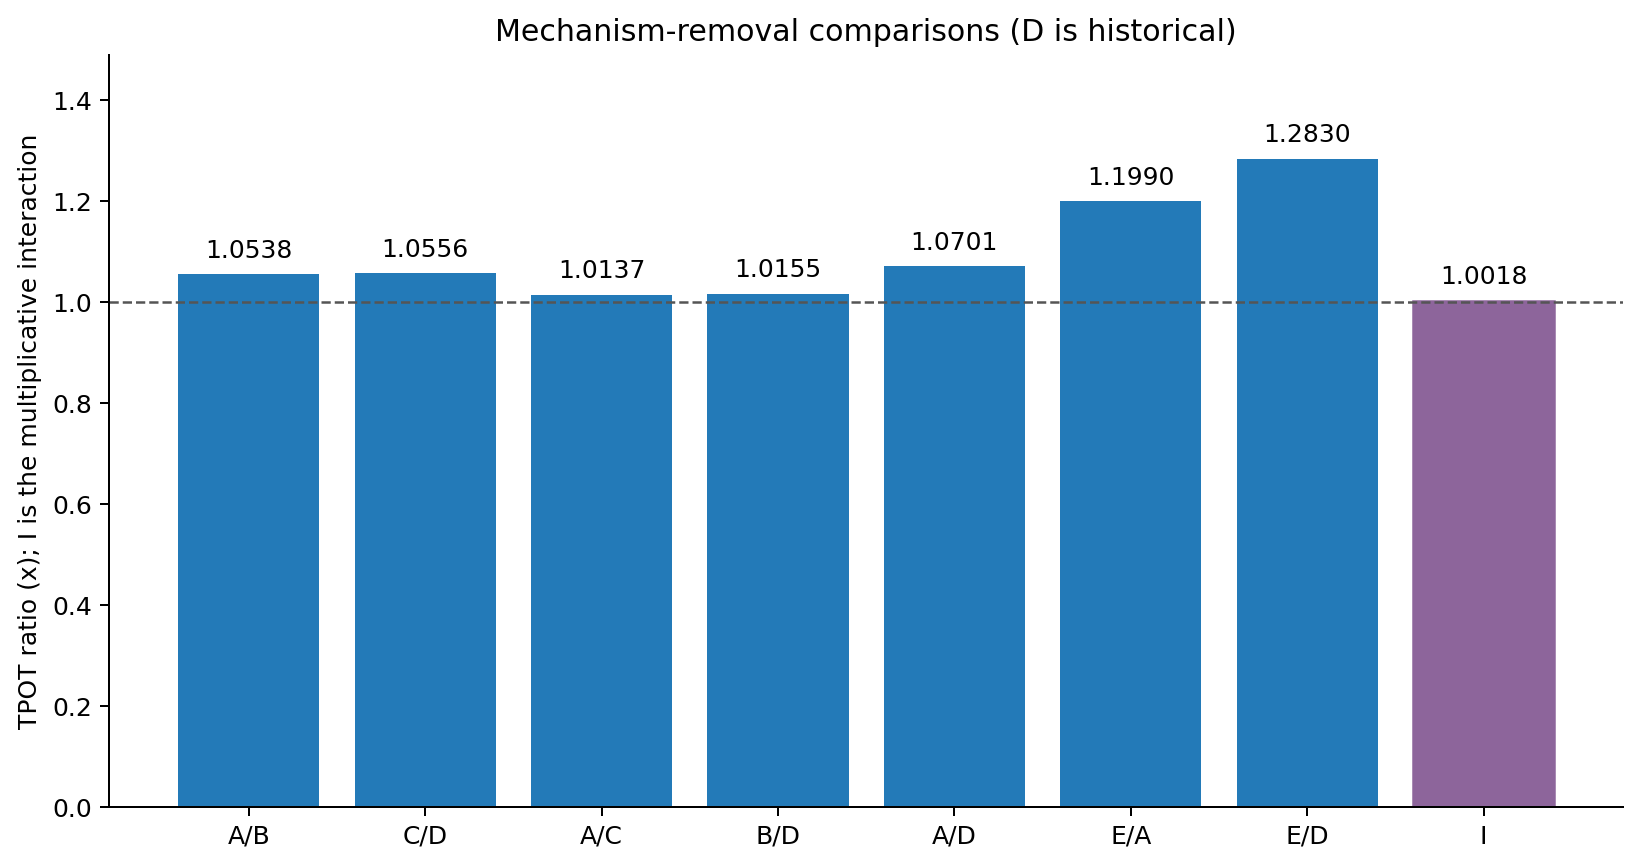 Mechanism-removal comparisons (D is historical)
TPOT ratio (x); I is the multiplicative interaction
1.4
1.2
1.0
0.8
0.6
0.4
0.2
0.0
1.0538
1.0556
1.0137
1.0155
1.0701
1.1990
1.2830
1.0018
A/B
C/D
A/C
B/D
A/D
E/A
E/D
I